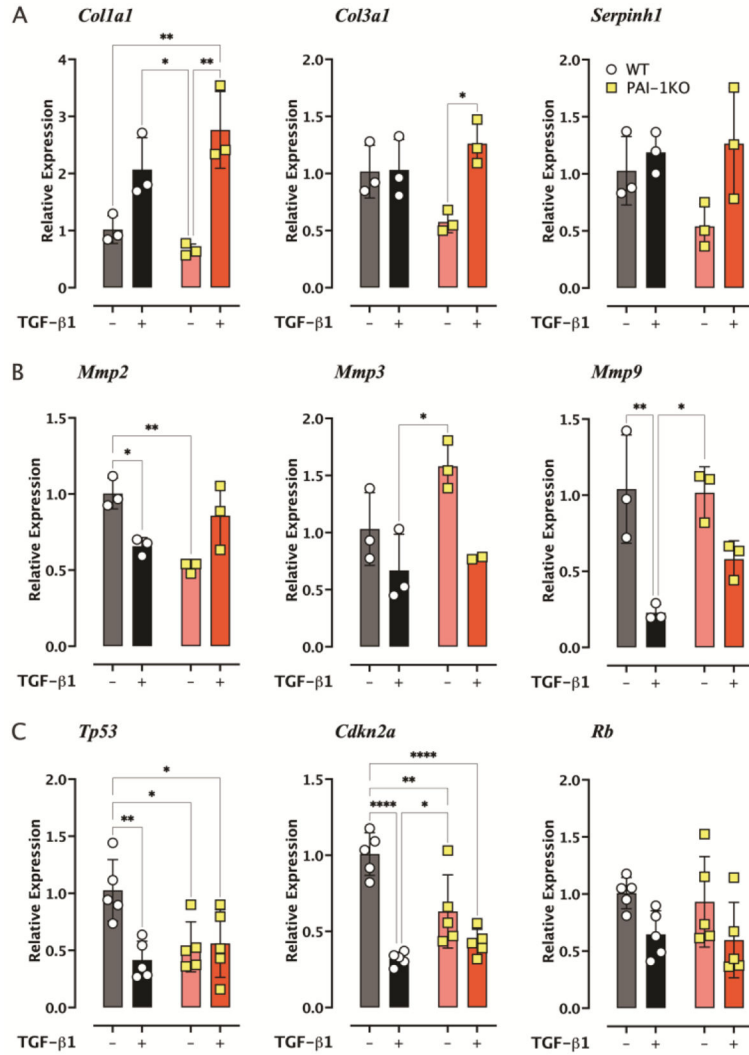 A
Col1a1
Col3a1
Serpinh1
Relative Expression
4
3
2
1
0
**
*
**
Relative Expression
2.0
1.5
1.0
0.5
0.0
*
Relative Expression
2.0
1.5
1.0
0.5
0.0
WT
PAI-1KO
TGF-β1
- + - +
- + - +
- + - +
B
Mmp2
Mmp3
Mmp9
Relative Expression
1.5
1.0
0.5
0.0
**
*
Relative Expression
2.0
1.5
1.0
0.5
0.0
*
Relative Expression
1.5
1.0
0.5
0.0
**
*
TGF-β1
- + - +
TGF-β1
- + - +
TGF-β1
- + - +
C
Tp53
Cdkn2a
Rb
Relative Expression
2.0
1.5
1.0
0.5
0.0
*
*
**
Relative Expression
1.5
1.0
0.5
0.0
****
**
****
*
Relative Expression
2.0
1.5
1.0
0.5
0.0
TGF-β1
- + - +
TGF-β1
- + - +
TGF-β1
- + - +